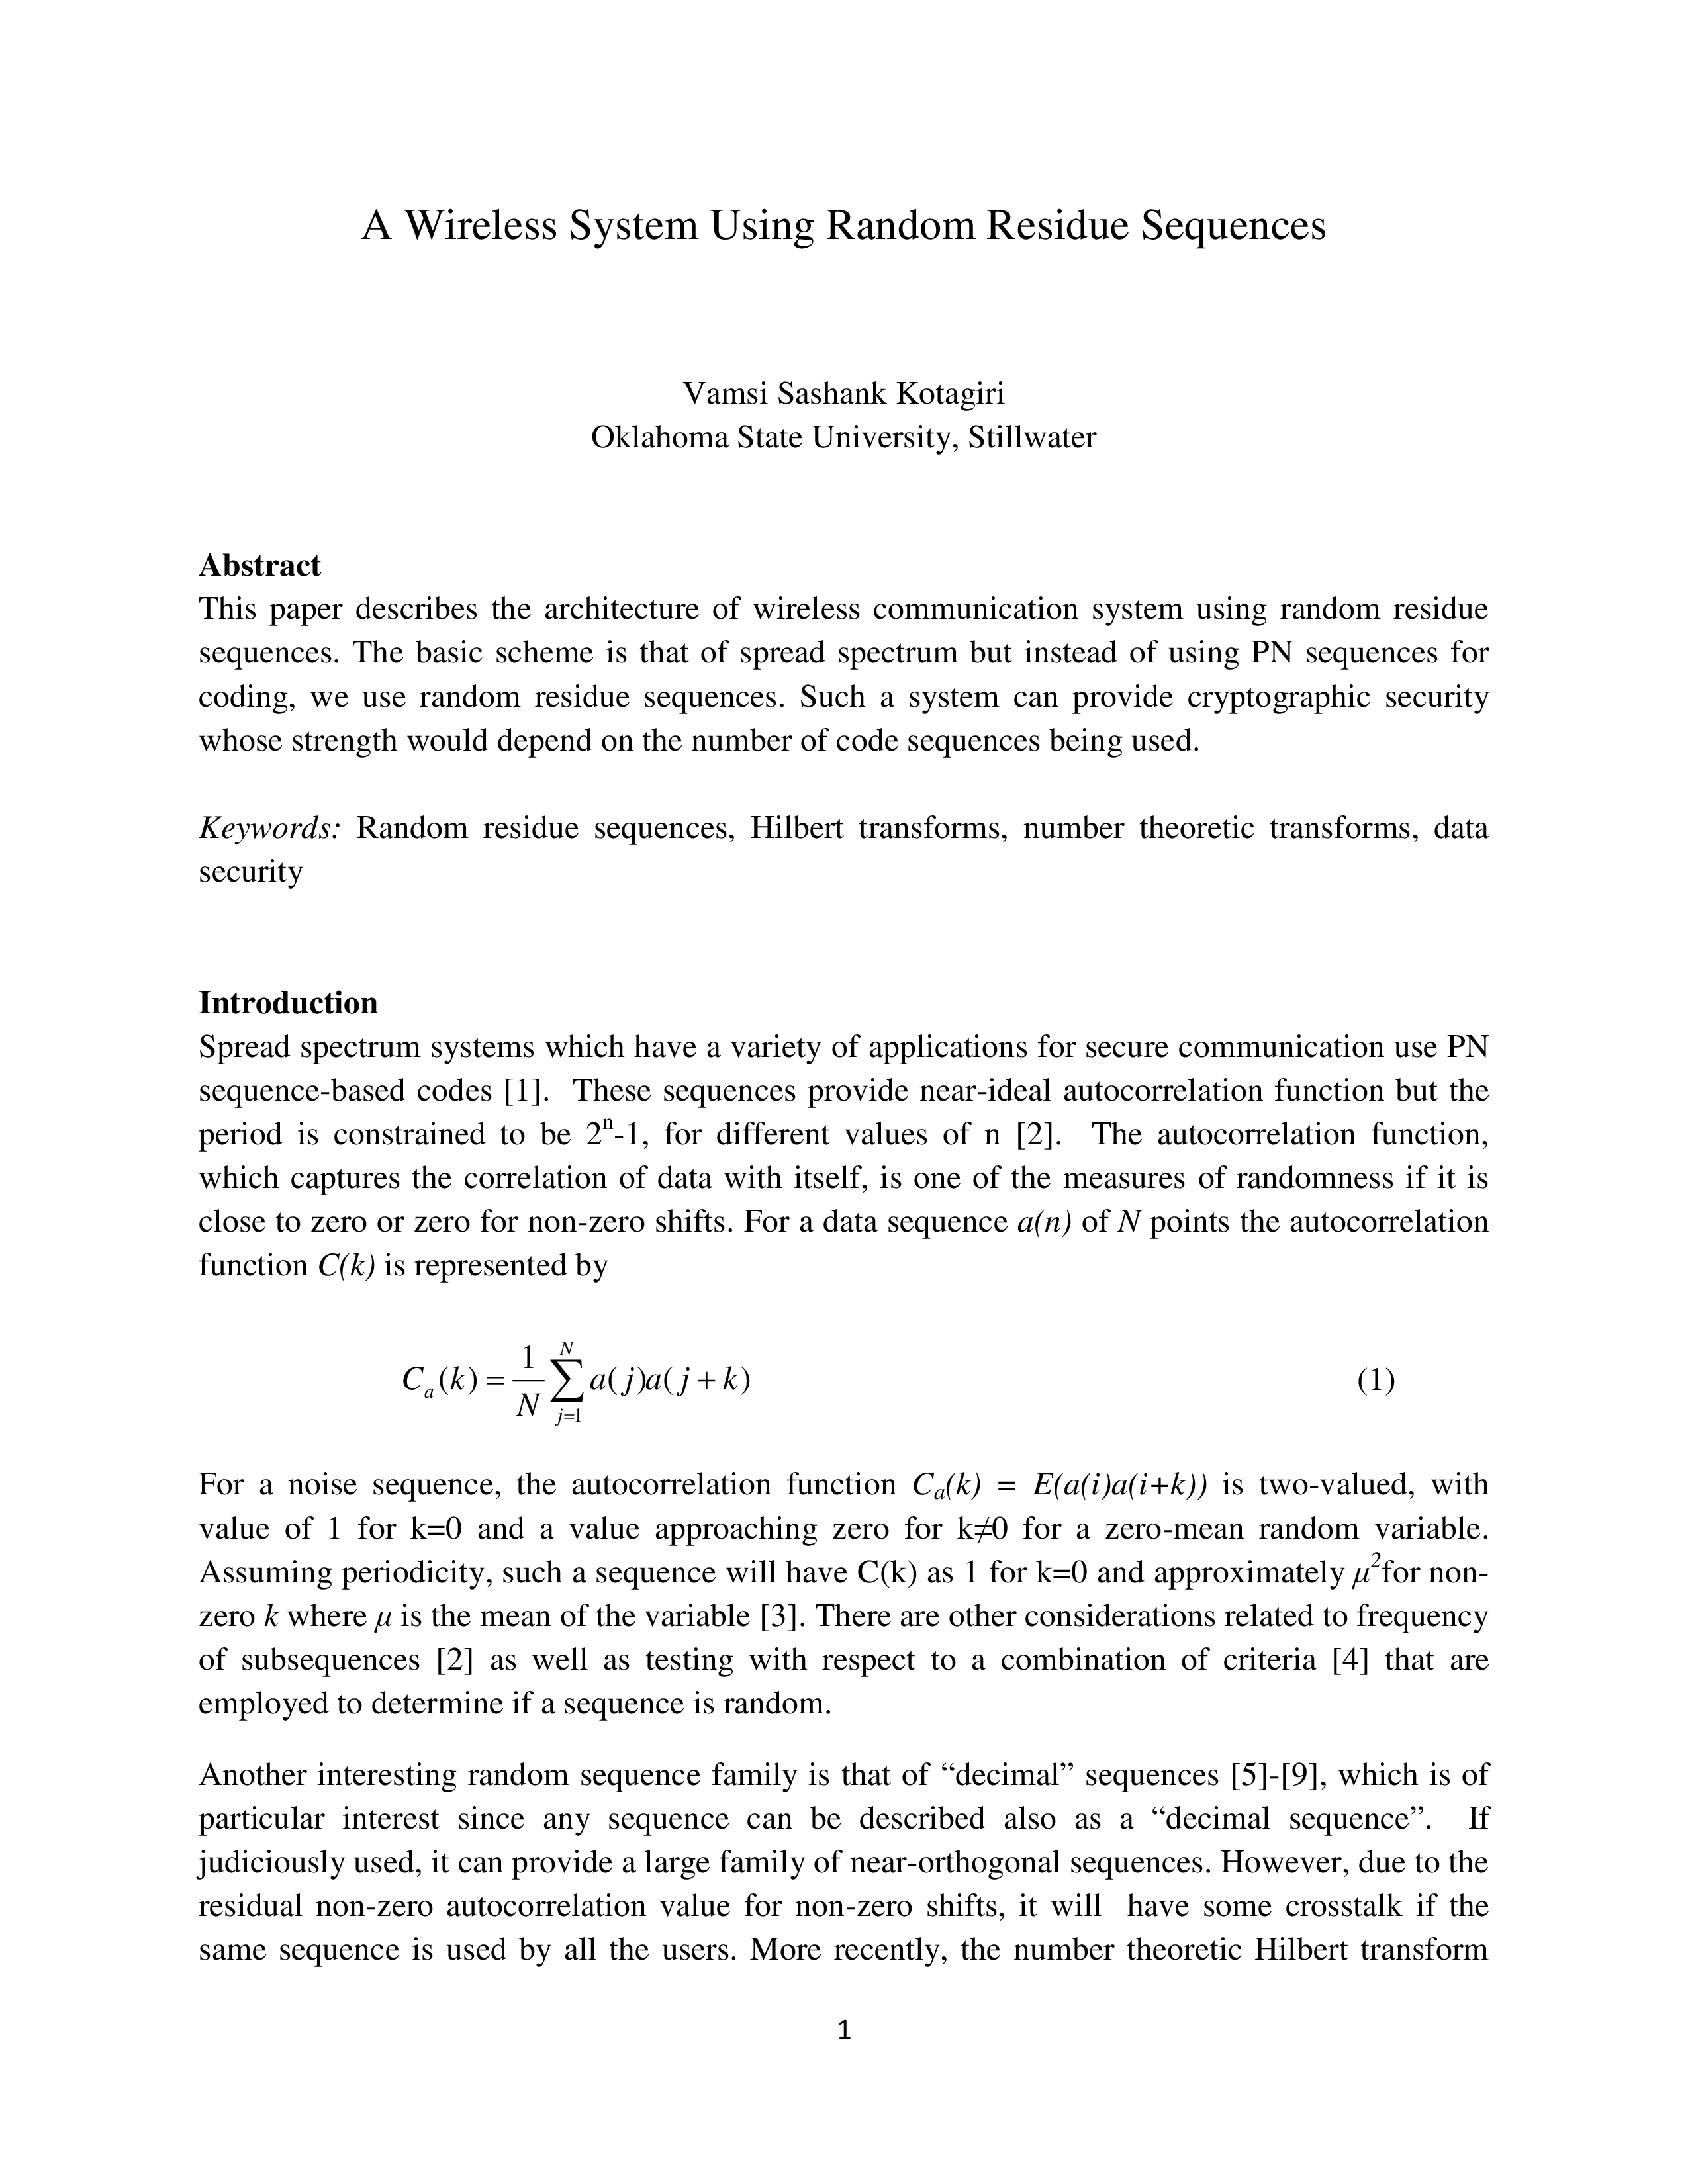 A Wireless System Using Random Residue Sequences
Vamsi Sashank Kotagiri
Oklahoma State University, Stillwater
Abstract
This paper describes the architecture of wireless communication system using random residue
sequences. The basic scheme is that of spread spectrum but instead of using PN sequences for
coding, we use random residue sequences. Such a system can provide cryptographic security
whose strength would depend on the number of code sequences being used.
Keywords: Random residue sequences, Hilbert transforms, number theoretic transforms, data
security
Introduction
Spread spectrum systems which have a variety of applications for secure communication use PN
sequence-based codes [1].  These sequences provide near-ideal autocorrelation function but the
period is constrained to be 2^n-1, for different values of n [2].  The autocorrelation function,
which captures the correlation of data with itself, is one of the measures of randomness if it is
close to zero or zero for non-zero shifts. For a data sequence a(n) of N points the autocorrelation
function C(k) is represented by
C_a(k) = \frac{1}{N} \sum_{j=1}^{N} a(j)a(j + k) (1)
For a noise sequence, the autocorrelation function C_a(k) = E(a(i)a(i+k)) is two-valued, with
value of 1 for k=0 and a value approaching zero for k≠0 for a zero-mean random variable.
Assuming periodicity, such a sequence will have C(k) as 1 for k=0 and approximately μ^2 for non-
zero k where μ is the mean of the variable [3]. There are other considerations related to frequency
of subsequences [2] as well as testing with respect to a combination of criteria [4] that are
employed to determine if a sequence is random.
Another interesting random sequence family is that of “decimal” sequences [5]-[9], which is of
particular interest since any sequence can be described also as a “decimal sequence”.  If
judiciously used, it can provide a large family of near-orthogonal sequences. However, due to the
residual non-zero autocorrelation value for non-zero shifts, it will  have some crosstalk if the
same sequence is used by all the users. More recently, the number theoretic Hilbert transform
1